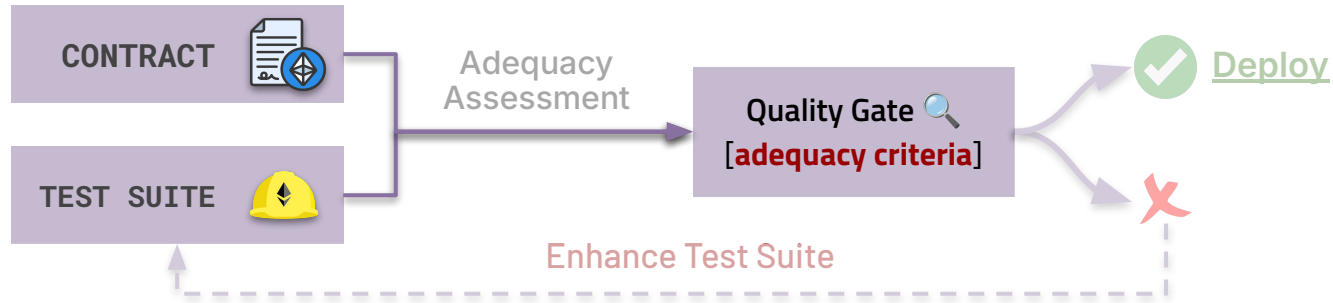 CONTRACT
Adequacy
Assessment
Quality Gate
[adequacy criteria]
Deploy
TEST SUITE
Enhance Test Suite